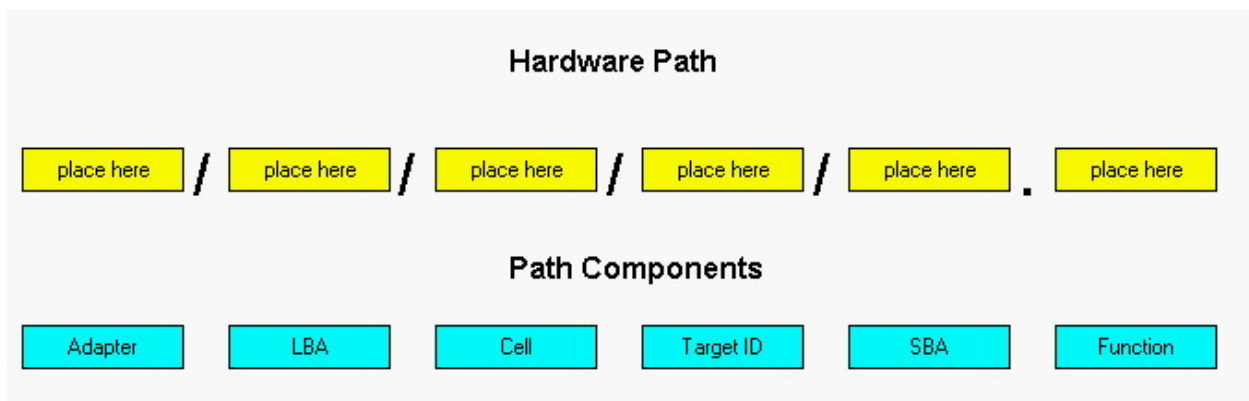 Hardware Path
place here / place here / place here / place here / place here . place here
Path Components
Adapter LBA Cell Target ID SBA Function